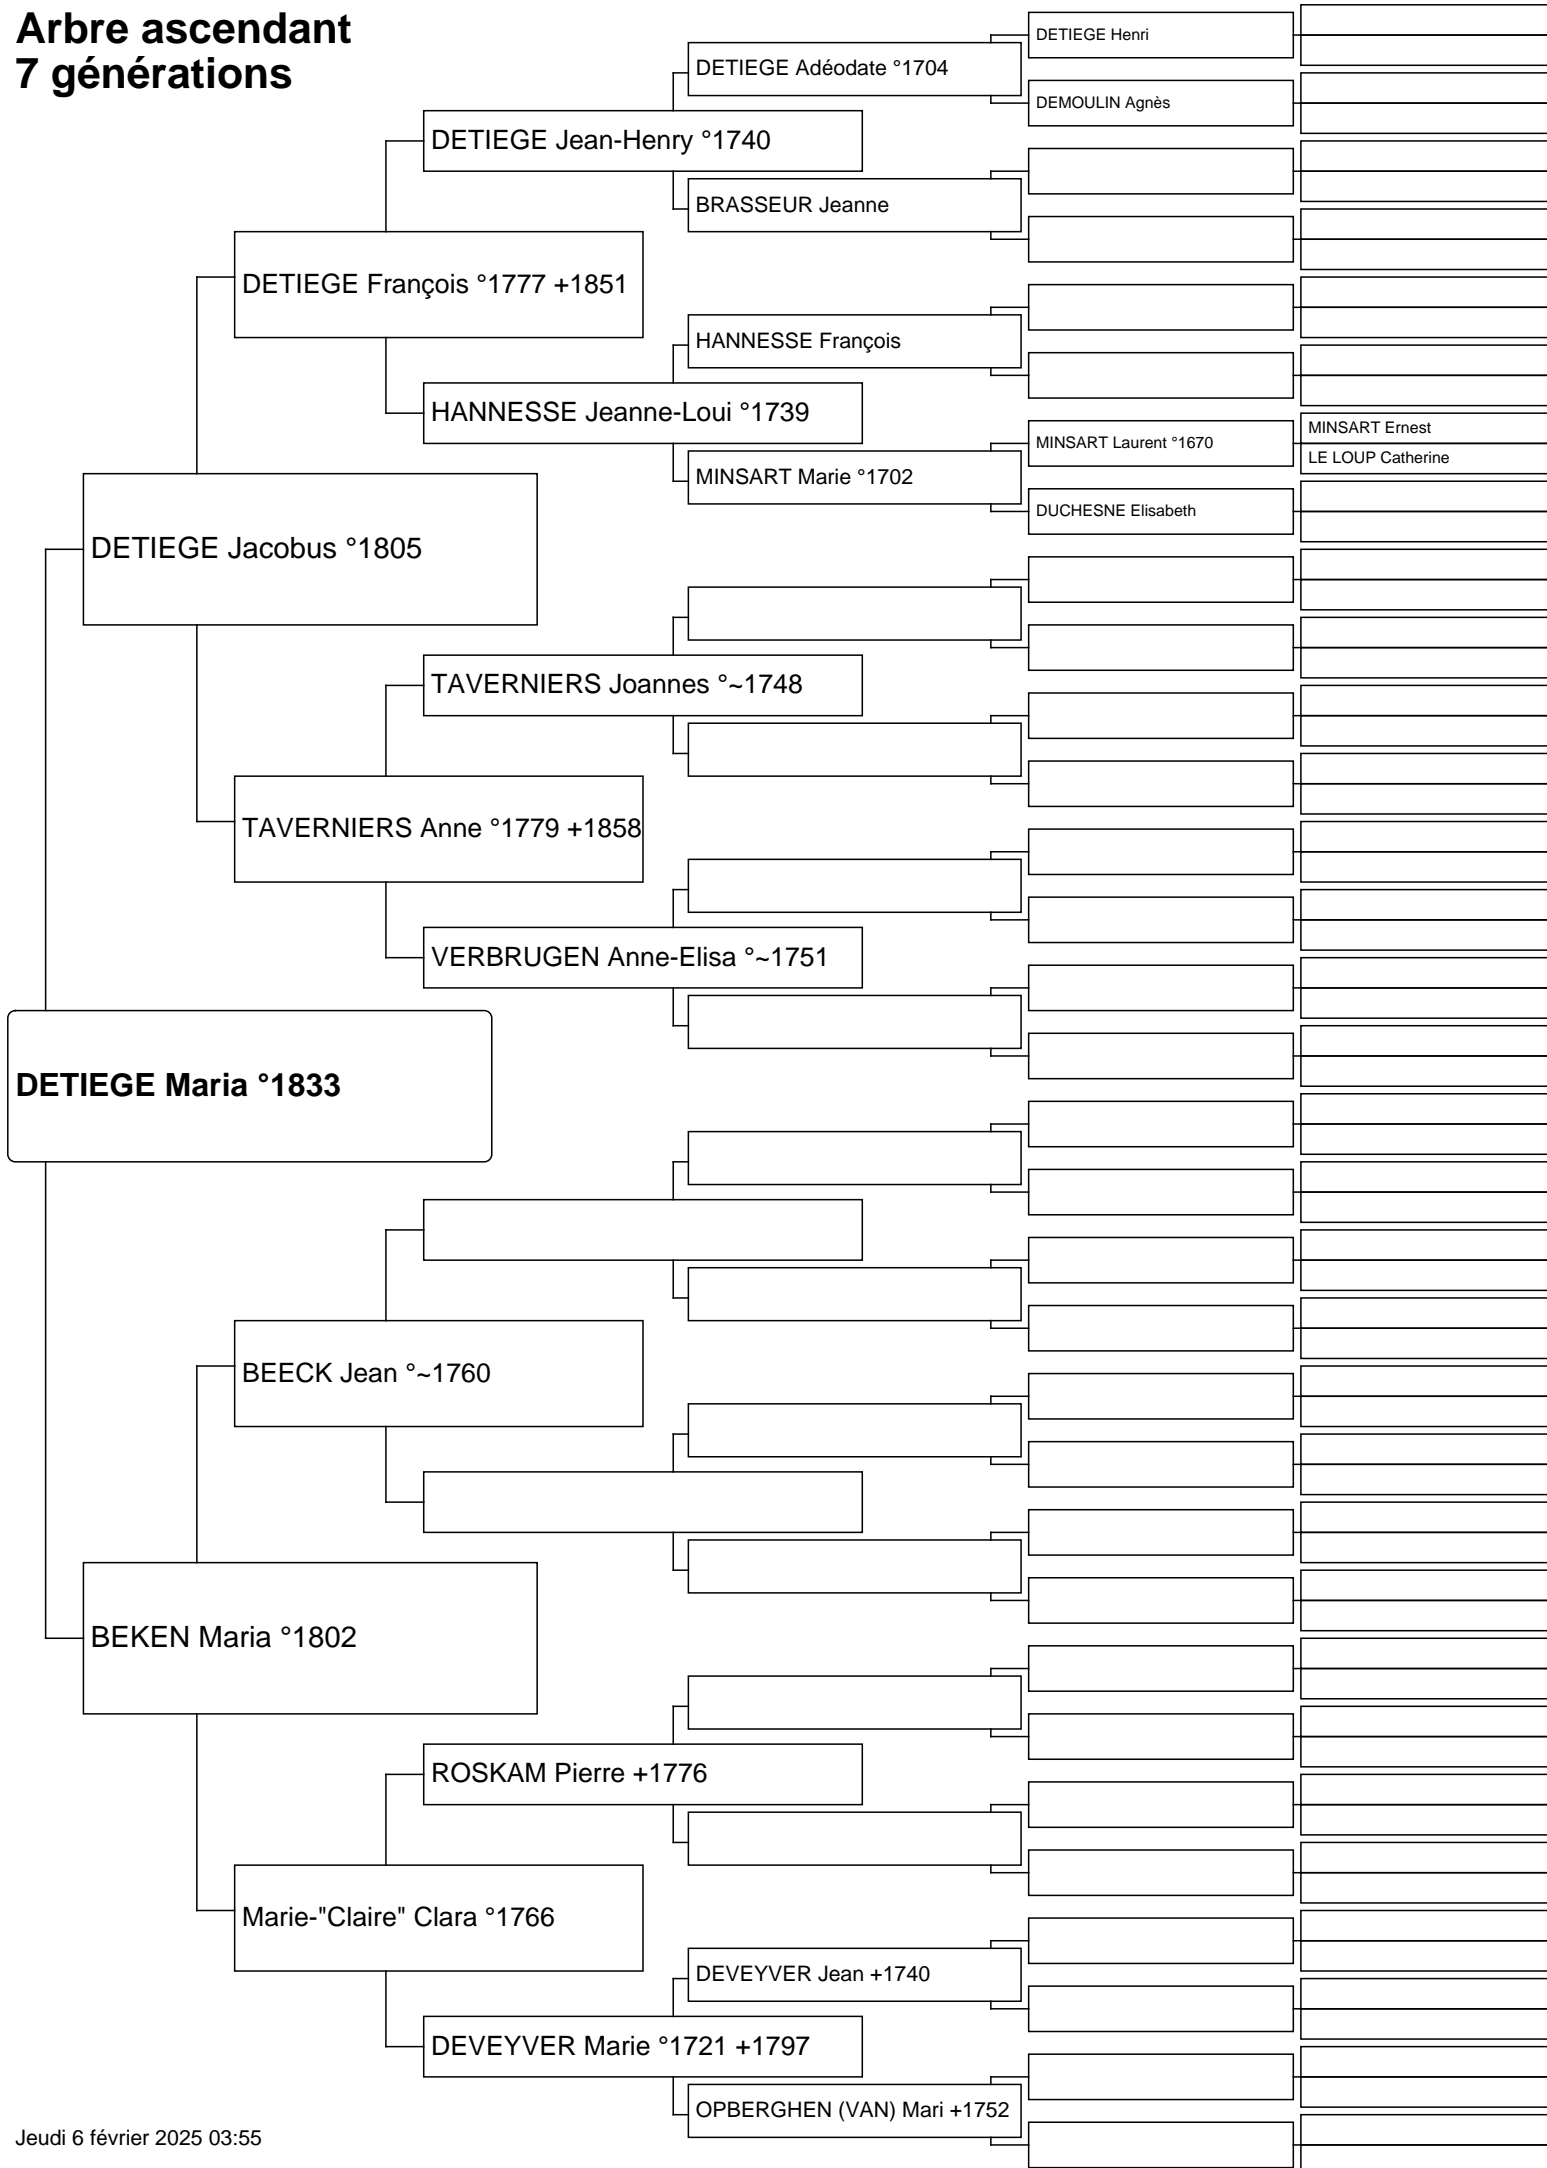 Arbre ascendant
7 générations
DETIEGE Henri
DETIEGE Adéodate °1704
DEMOULIN Agnès
DETIEGE Jean-Henry °1740
BRASSEUR Jeanne
DETIEGE François °1777 +1851
HANNESSE François
HANNESSE Jeanne-Loui °1739
MINSART Ernest
MINSART Laurent °1670
LE LOUP Catherine
MINSART Marie °1702
DUCHESNE Elisabeth
DETIEGE Jacobus °1805
TAVERNIERS Joannes °~1748
TAVERNIERS Anne °1779 +1858
VERBRUGEN Anne-Elisa °~1751
DETIEGE Maria °1833
BEECK Jean °~1760
BEKEN Maria °1802
ROSKAM Pierre +1776
Marie-"Claire" Clara °1766
DEVEYVER Jean +1740
DEVEYVER Marie °1721 +1797
OPBERGHEN (VAN) Mari +1752
Jeudi 6 février 2025 03:55